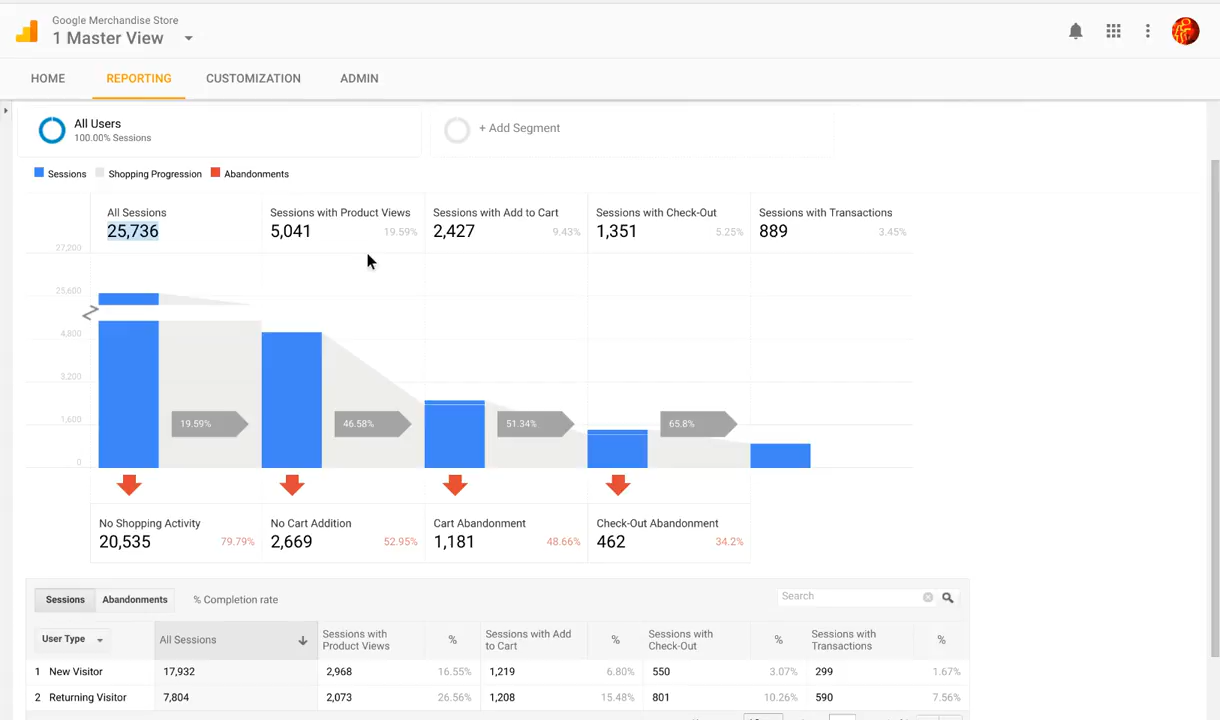 Google Merchandise Store
1 Master View
HOME REPORTING CUSTOMIZATION ADMIN
All Users
100.00% Sessions
+ Add Segment
Sessions Shopping Progression Abandonments
All Sessions Sessions with Product Views Sessions with Add to Cart Sessions with Check-Out Sessions with Transactions
25,736 5,041 19.59% 2,427 9.43% 1,351 5.25% 889 3.45%
27,200
25,600
4,800
3,200
1,600
19.59% 46.58% 51.34% 65.8%
0
No Shopping Activity No Cart Addition Cart Abandonment Check-Out Abandonment
20,535 79.79% 2,669 52.95% 1,181 48.66% 462 34.2%
Sessions Abandonments % Completion rate Search
User Type All Sessions Sessions with Product Views % Sessions with Add to Cart % Sessions with Check-Out % Sessions with Transactions %
1 New Visitor 17,932 2,968 16.55% 1,219 6.80% 550 3.07% 299 1.67%
2 Returning Visitor 7,804 2,073 26.56% 1,208 15.48% 801 10.26% 590 7.56%